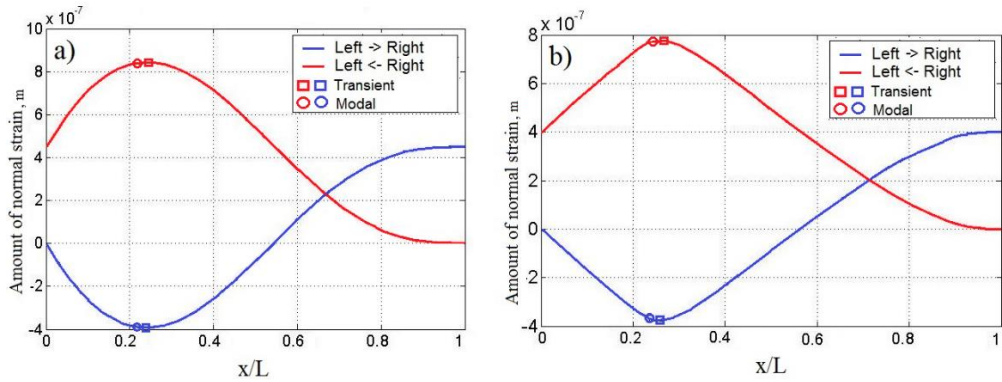 x 10⁻⁷
a)
Left -> Right
Left <- Right
Transient
Modal
10
8
6
4
2
0
-2
-4
Amount of normal strain, m
0
0.2
0.4
0.6
0.8
1
x/L
x 10⁻⁷
b)
Left -> Right
Left <- Right
Transient
Modal
10
8
6
4
2
0
-2
-4
Amount of normal strain, m
0
0.2
0.4
0.6
0.8
1
x/L